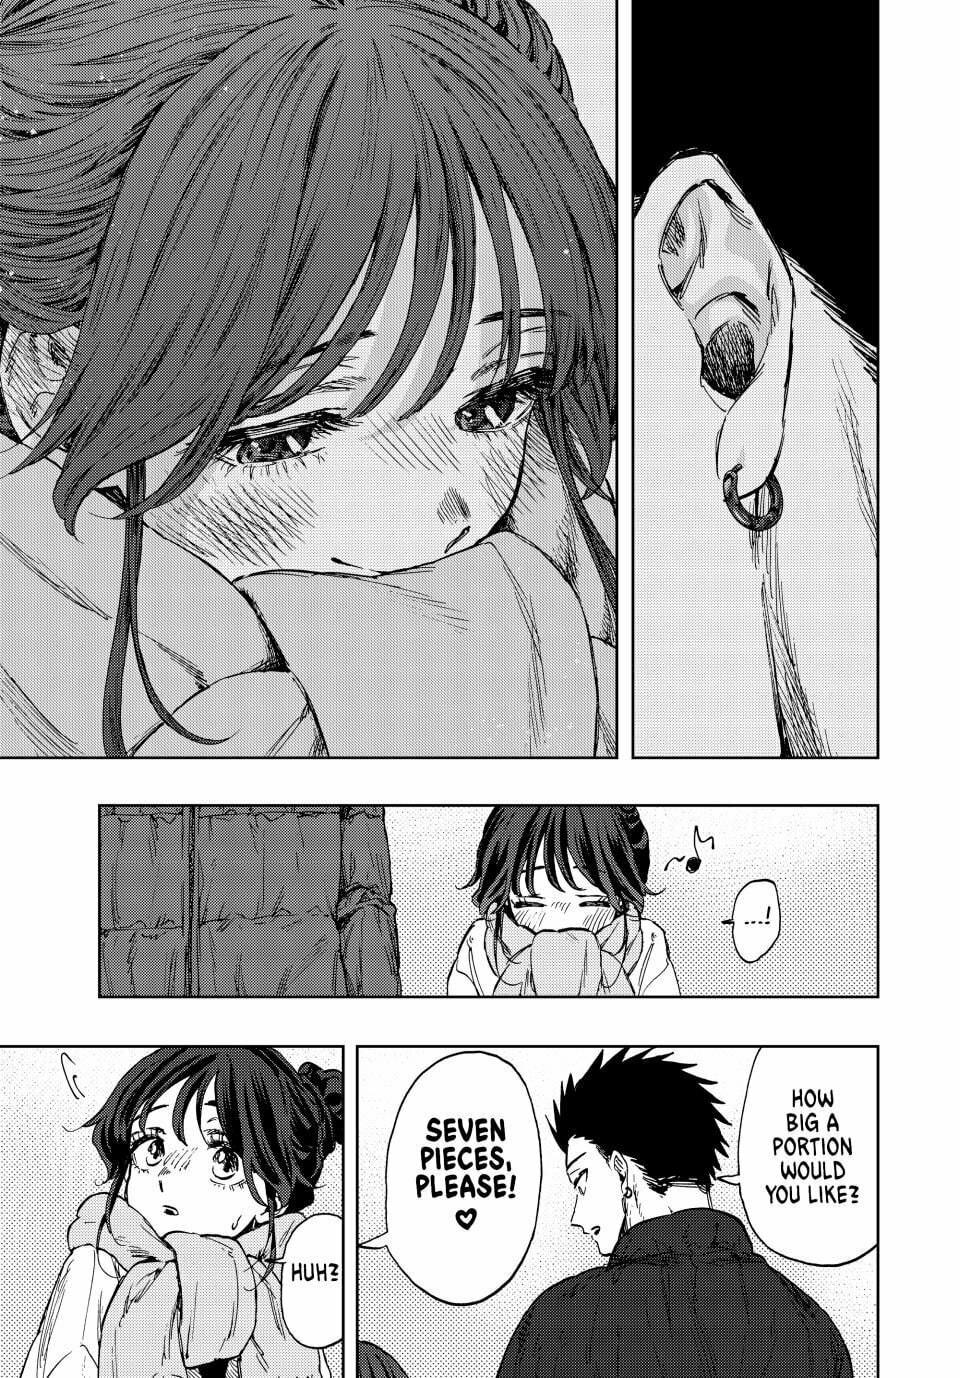 ....!
HOW
BIG A
PORTION
WOULD
YOU LIKE?
SEVEN
PIECES,
PLEASE!
♥
HUH?